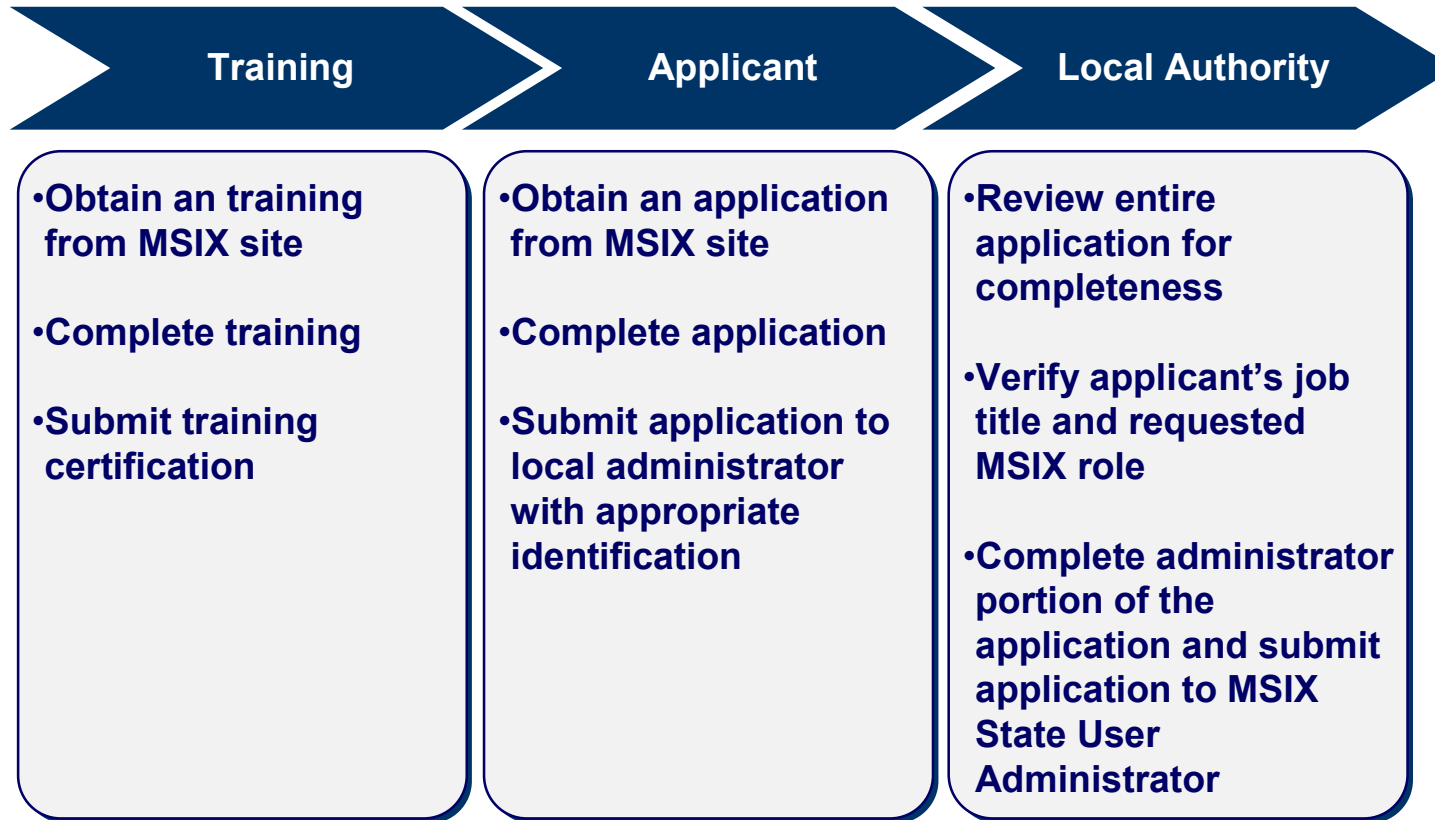 Training
Applicant
Local Authority
•Obtain an training
from MSIX site
•Complete training
•Submit training
certification
•Obtain an application
from MSIX site
•Complete application
•Submit application to
local administrator
with appropriate
identification
•Review entire
application for
completeness
•Verify applicant’s job
title and requested
MSIX role
•Complete administrator
portion of the
application and submit
application to MSIX
State User
Administrator